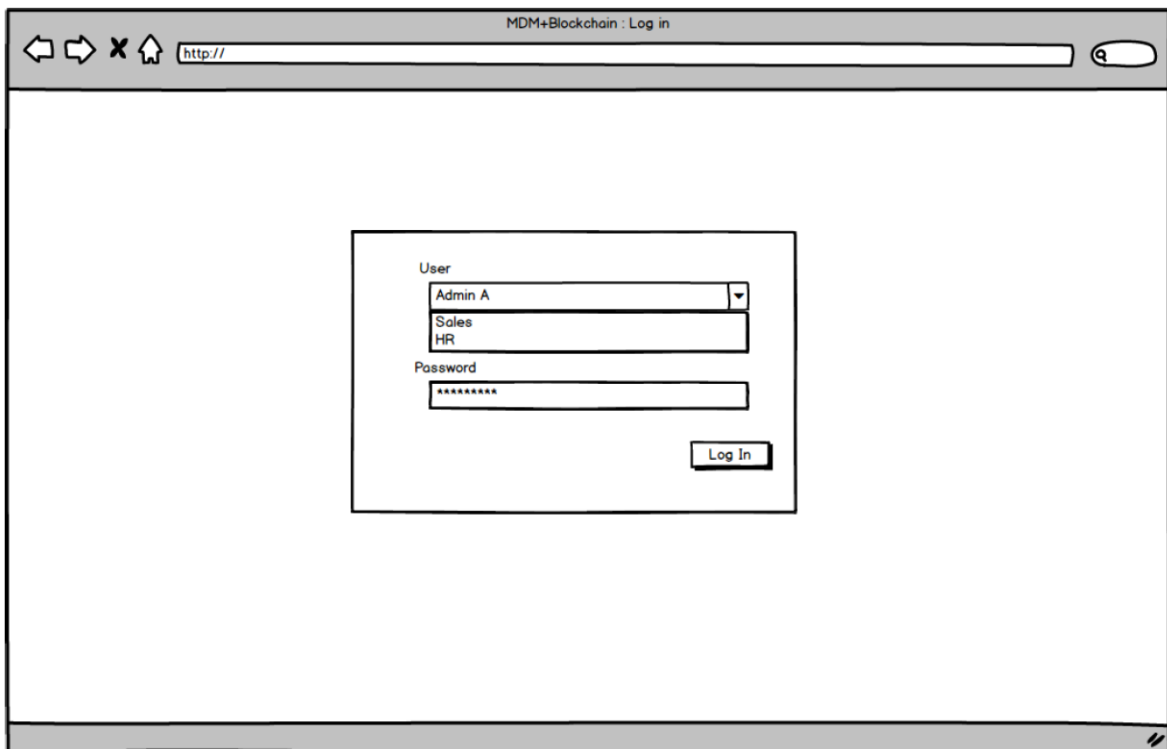 MDM+Blockchain : Log in
http://
User
Admin A
Sales
HR
Password
*********
Log In